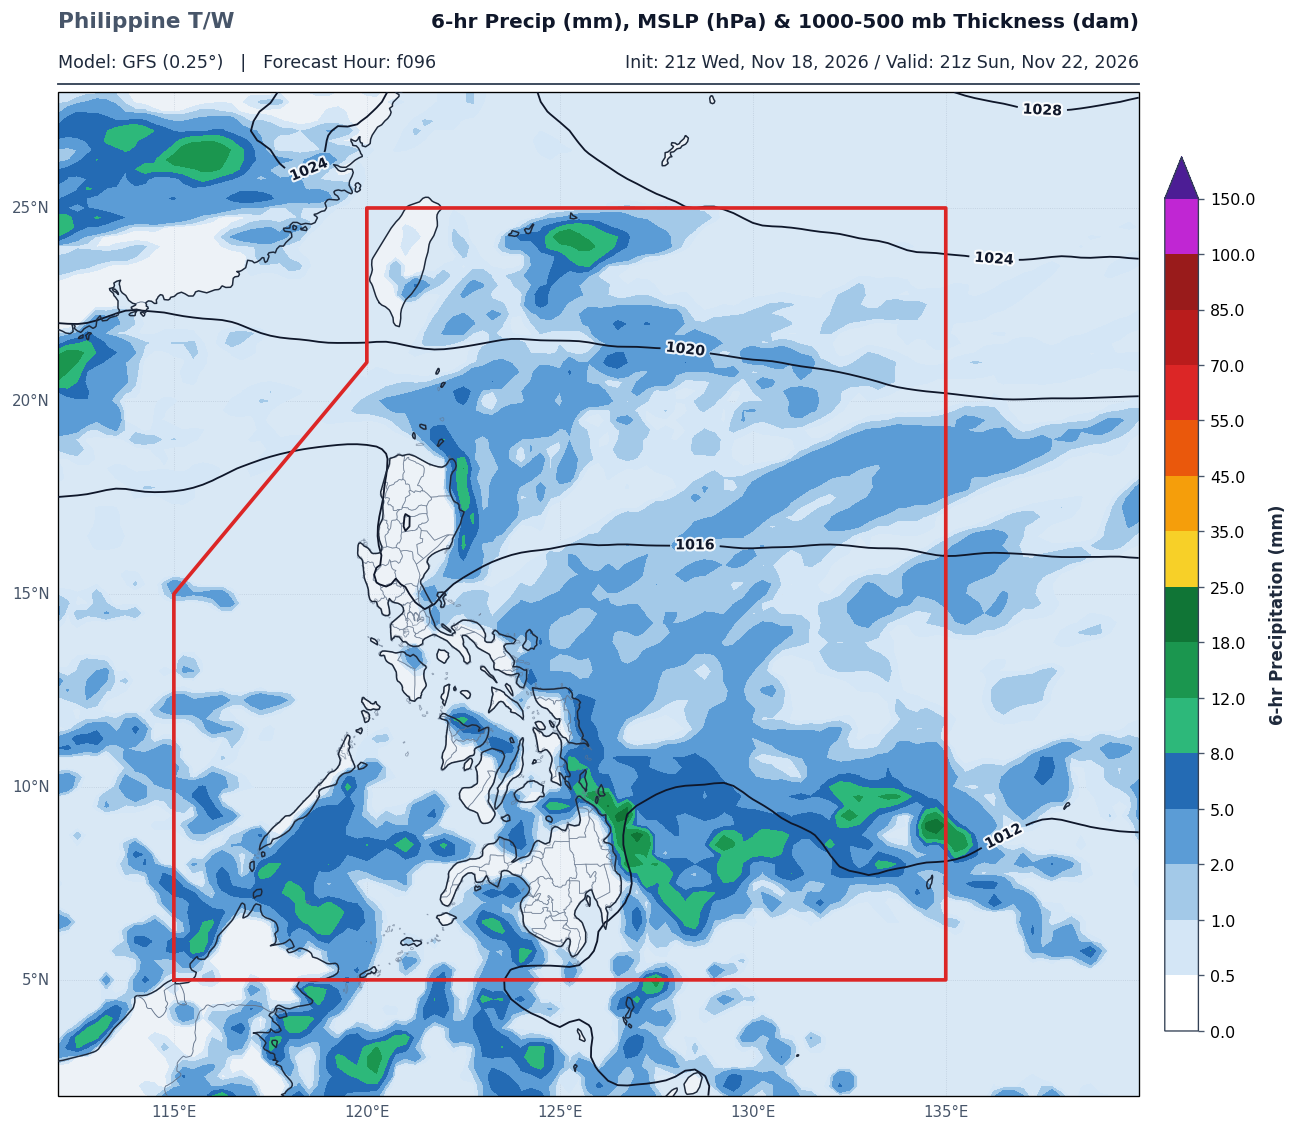 Philippine T/W
6-hr Precip (mm), MSLP (hPa) & 1000-500 mb Thickness (dam)
Model: GFS (0.25°) | Forecast Hour: f096
Init: 21z Wed, Nov 18, 2026 / Valid: 21z Sun, Nov 22, 2026
1028
1024
1024
1020
1016
1012
25°N
20°N
15°N
10°N
5°N
115°E
120°E
125°E
130°E
135°E
150.0
100.0
85.0
70.0
55.0
45.0
35.0
25.0
18.0
12.0
8.0
5.0
2.0
1.0
0.5
0.0
6-hr Precipitation (mm)